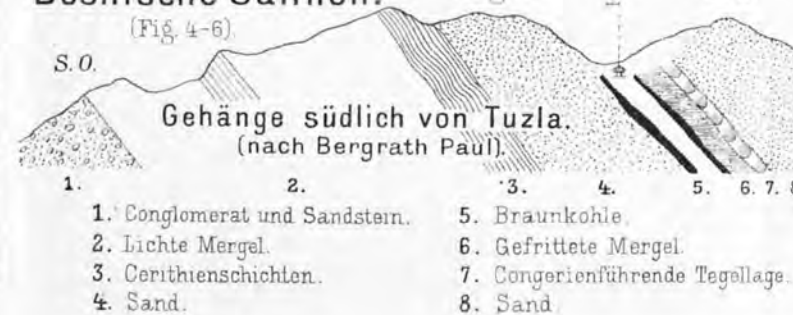 (Fig. 4-6).
S. O.
Gehänge südlich von Tuzla.
(nach Bergrath Paul).
1. 2. 3. 4. 5. 6. 7. 8
1. Conglomerat und Sandstein.
2. Lichte Mergel.
3. Cerithienschichten.
4. Sand.
5. Braunkohle.
6. Gefrittete Mergel.
7. Congerienführende Tegellage.
8. Sand